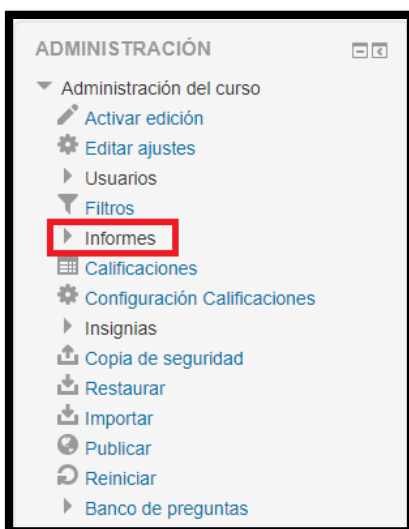 ADMINISTRACIÓN
Administración del curso
Activar edición
Editar ajustes
Usuarios
Filtros
Informes
Calificaciones
Configuración Calificaciones
Insignias
Copia de seguridad
Restaurar
Importar
Publicar
Reiniciar
Banco de preguntas